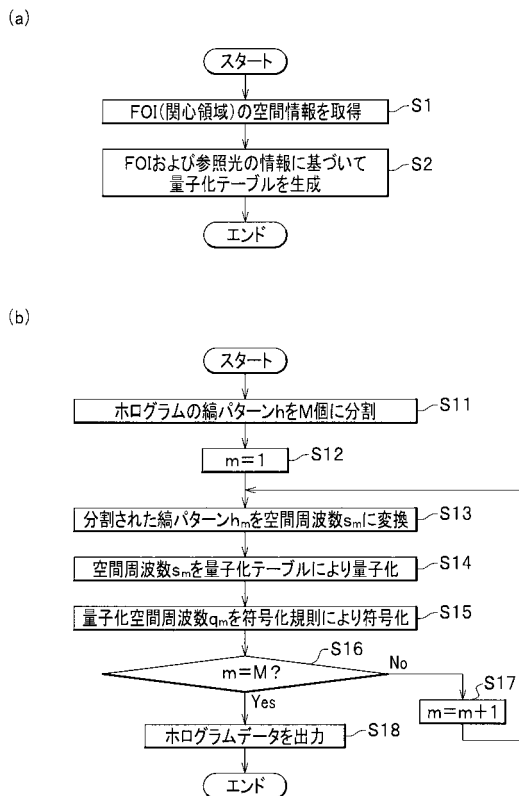 (a)
スタート
FOI(関心領域)の空間情報を取得
S1
FOIおよび参照光の情報に基づいて
量子化テーブルを生成
S2
エンド
(b)
スタート
ホログラムの縞パターンhをM個に分割
S11
m=1
S12
分割された縞パターンhmを空間周波数smに変換
S13
空間周波数smを量子化テーブルにより量子化
S14
量子化空間周波数qmを符号化規則により符号化
S15
m=M?
S16
No
S17
m=m+1
Yes
ホログラムデータを出力
S18
エンド